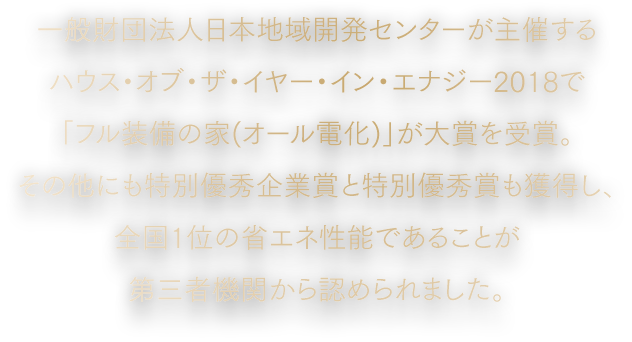 一般財団法人日本地域開発センターが主催する
ハウス・オブ・ザ・イヤー・イン・エナジー2018で
「フル装備の家(オール電化)」が大賞を受賞。
その他にも特別優秀企業賞と特別優秀賞も獲得し、
全国1位の省エネ性能であることが
第三者機関から認められました。